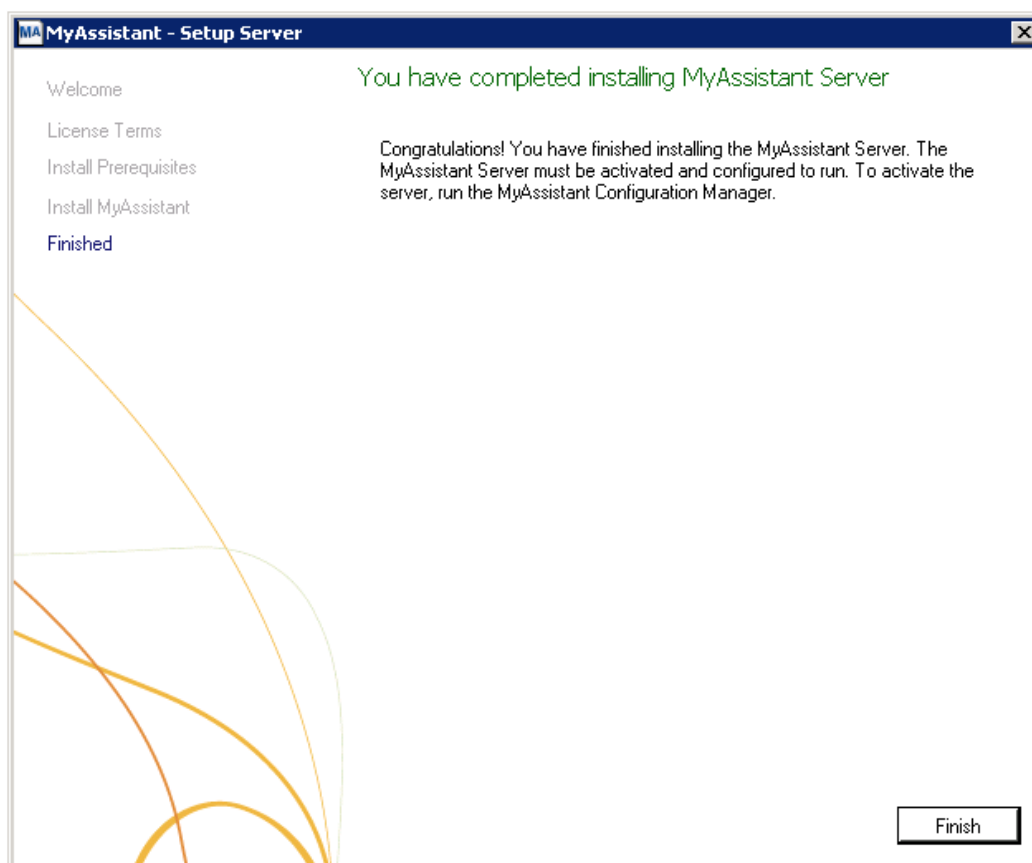 MA MyAssistant - Setup Server
Welcome
License Terms
Install Prerequisites
Install MyAssistant
Finished
You have completed installing MyAssistant Server
Congratulations! You have finished installing the MyAssistant Server. The
MyAssistant Server must be activated and configured to run. To activate the
server, run the MyAssistant Configuration Manager.
Finish